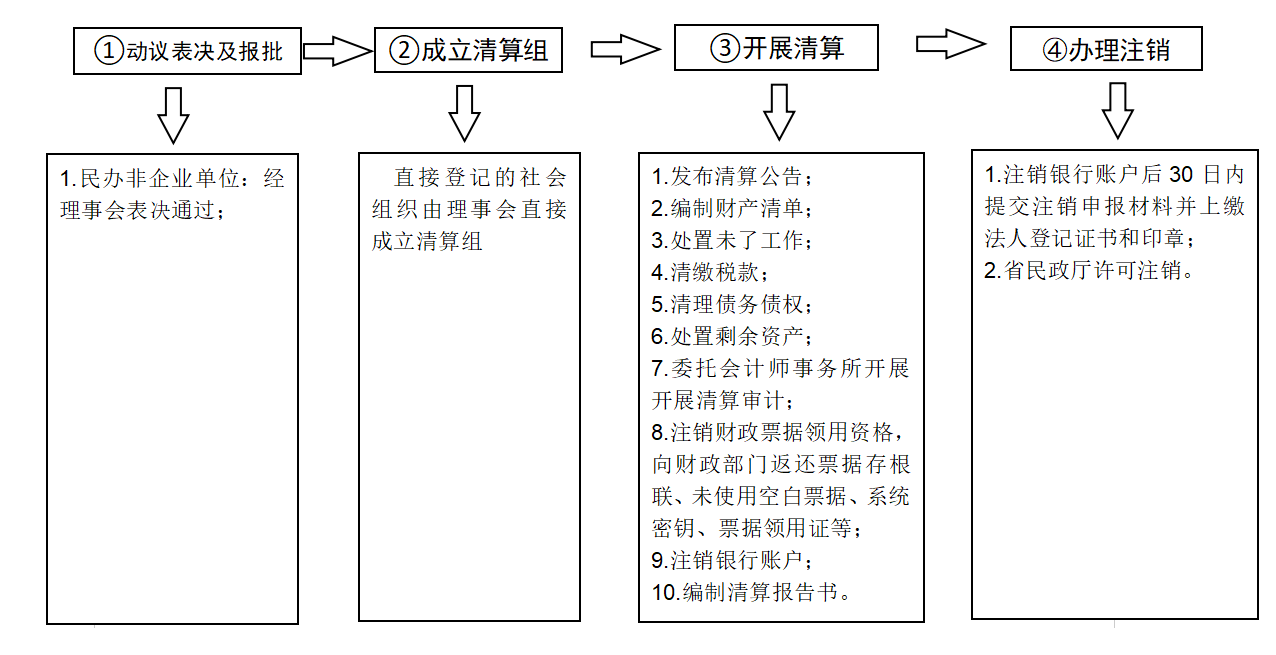 ①动议表决及报批
②成立清算组
③开展清算
④办理注销
1.民办非企业单位：经
理事会表决通过；
直接登记的社会
组织由理事会直接
成立清算组
1.发布清算公告；
2.编制财产清单；
3.处置未了工作；
4.清缴税款；
5.清理债务债权；
6.处置剩余资产；
7.委托会计师事务所开展
开展清算审计；
8.注销财政票据领用资格，
向财政部门返还票据存根
联、未使用空白票据、系统
密钥、票据领用证等；
9.注销银行账户；
10.编制清算报告书。
1.注销银行账户后 30 日内
提交注销申报材料并上缴
法人登记证书和印章；
2.省民政厅许可注销。